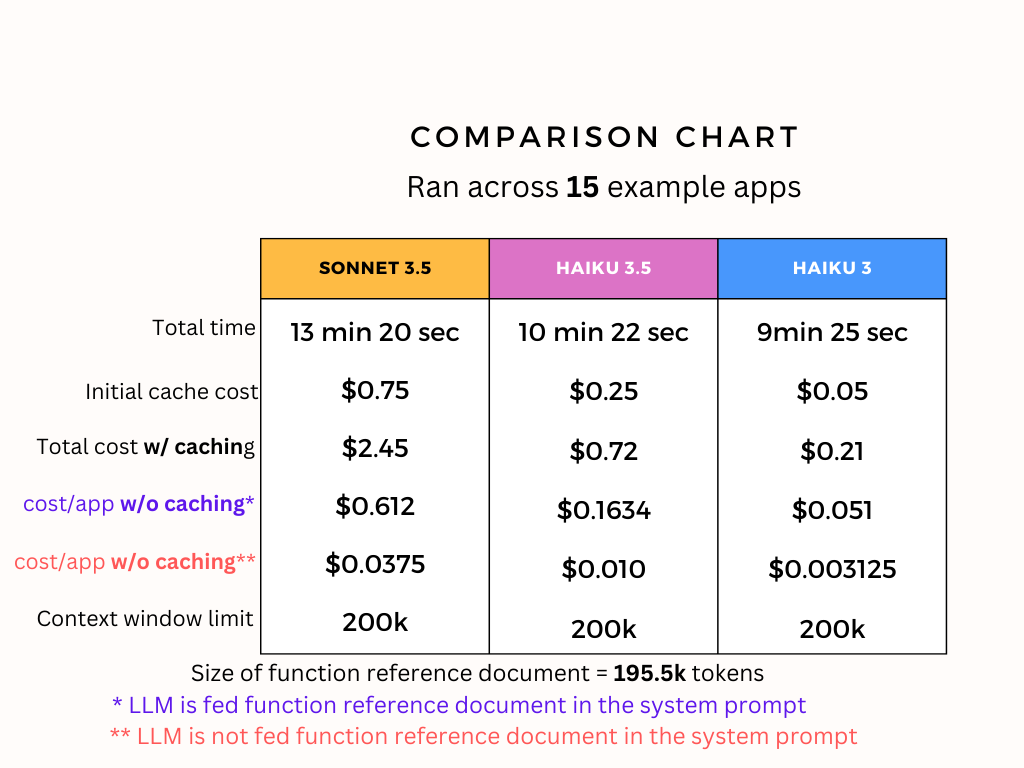 COMPARISON CHART
Ran across 15 example apps
SONNET 3.5 HAIKU 3.5 HAIKU 3
Total time 13 min 20 sec 10 min 22 sec 9min 25 sec
Initial cache cost $0.75 $0.25 $0.05
Total cost w/ caching $2.45 $0.72 $0.21
cost/app w/o caching* $0.612 $0.1634 $0.051
cost/app w/o caching** $0.0375 $0.010 $0.003125
Context window limit 200k 200k 200k
Size of function reference document = 195.5k tokens
* LLM is fed function reference document in the system prompt
** LLM is not fed function reference document in the system prompt